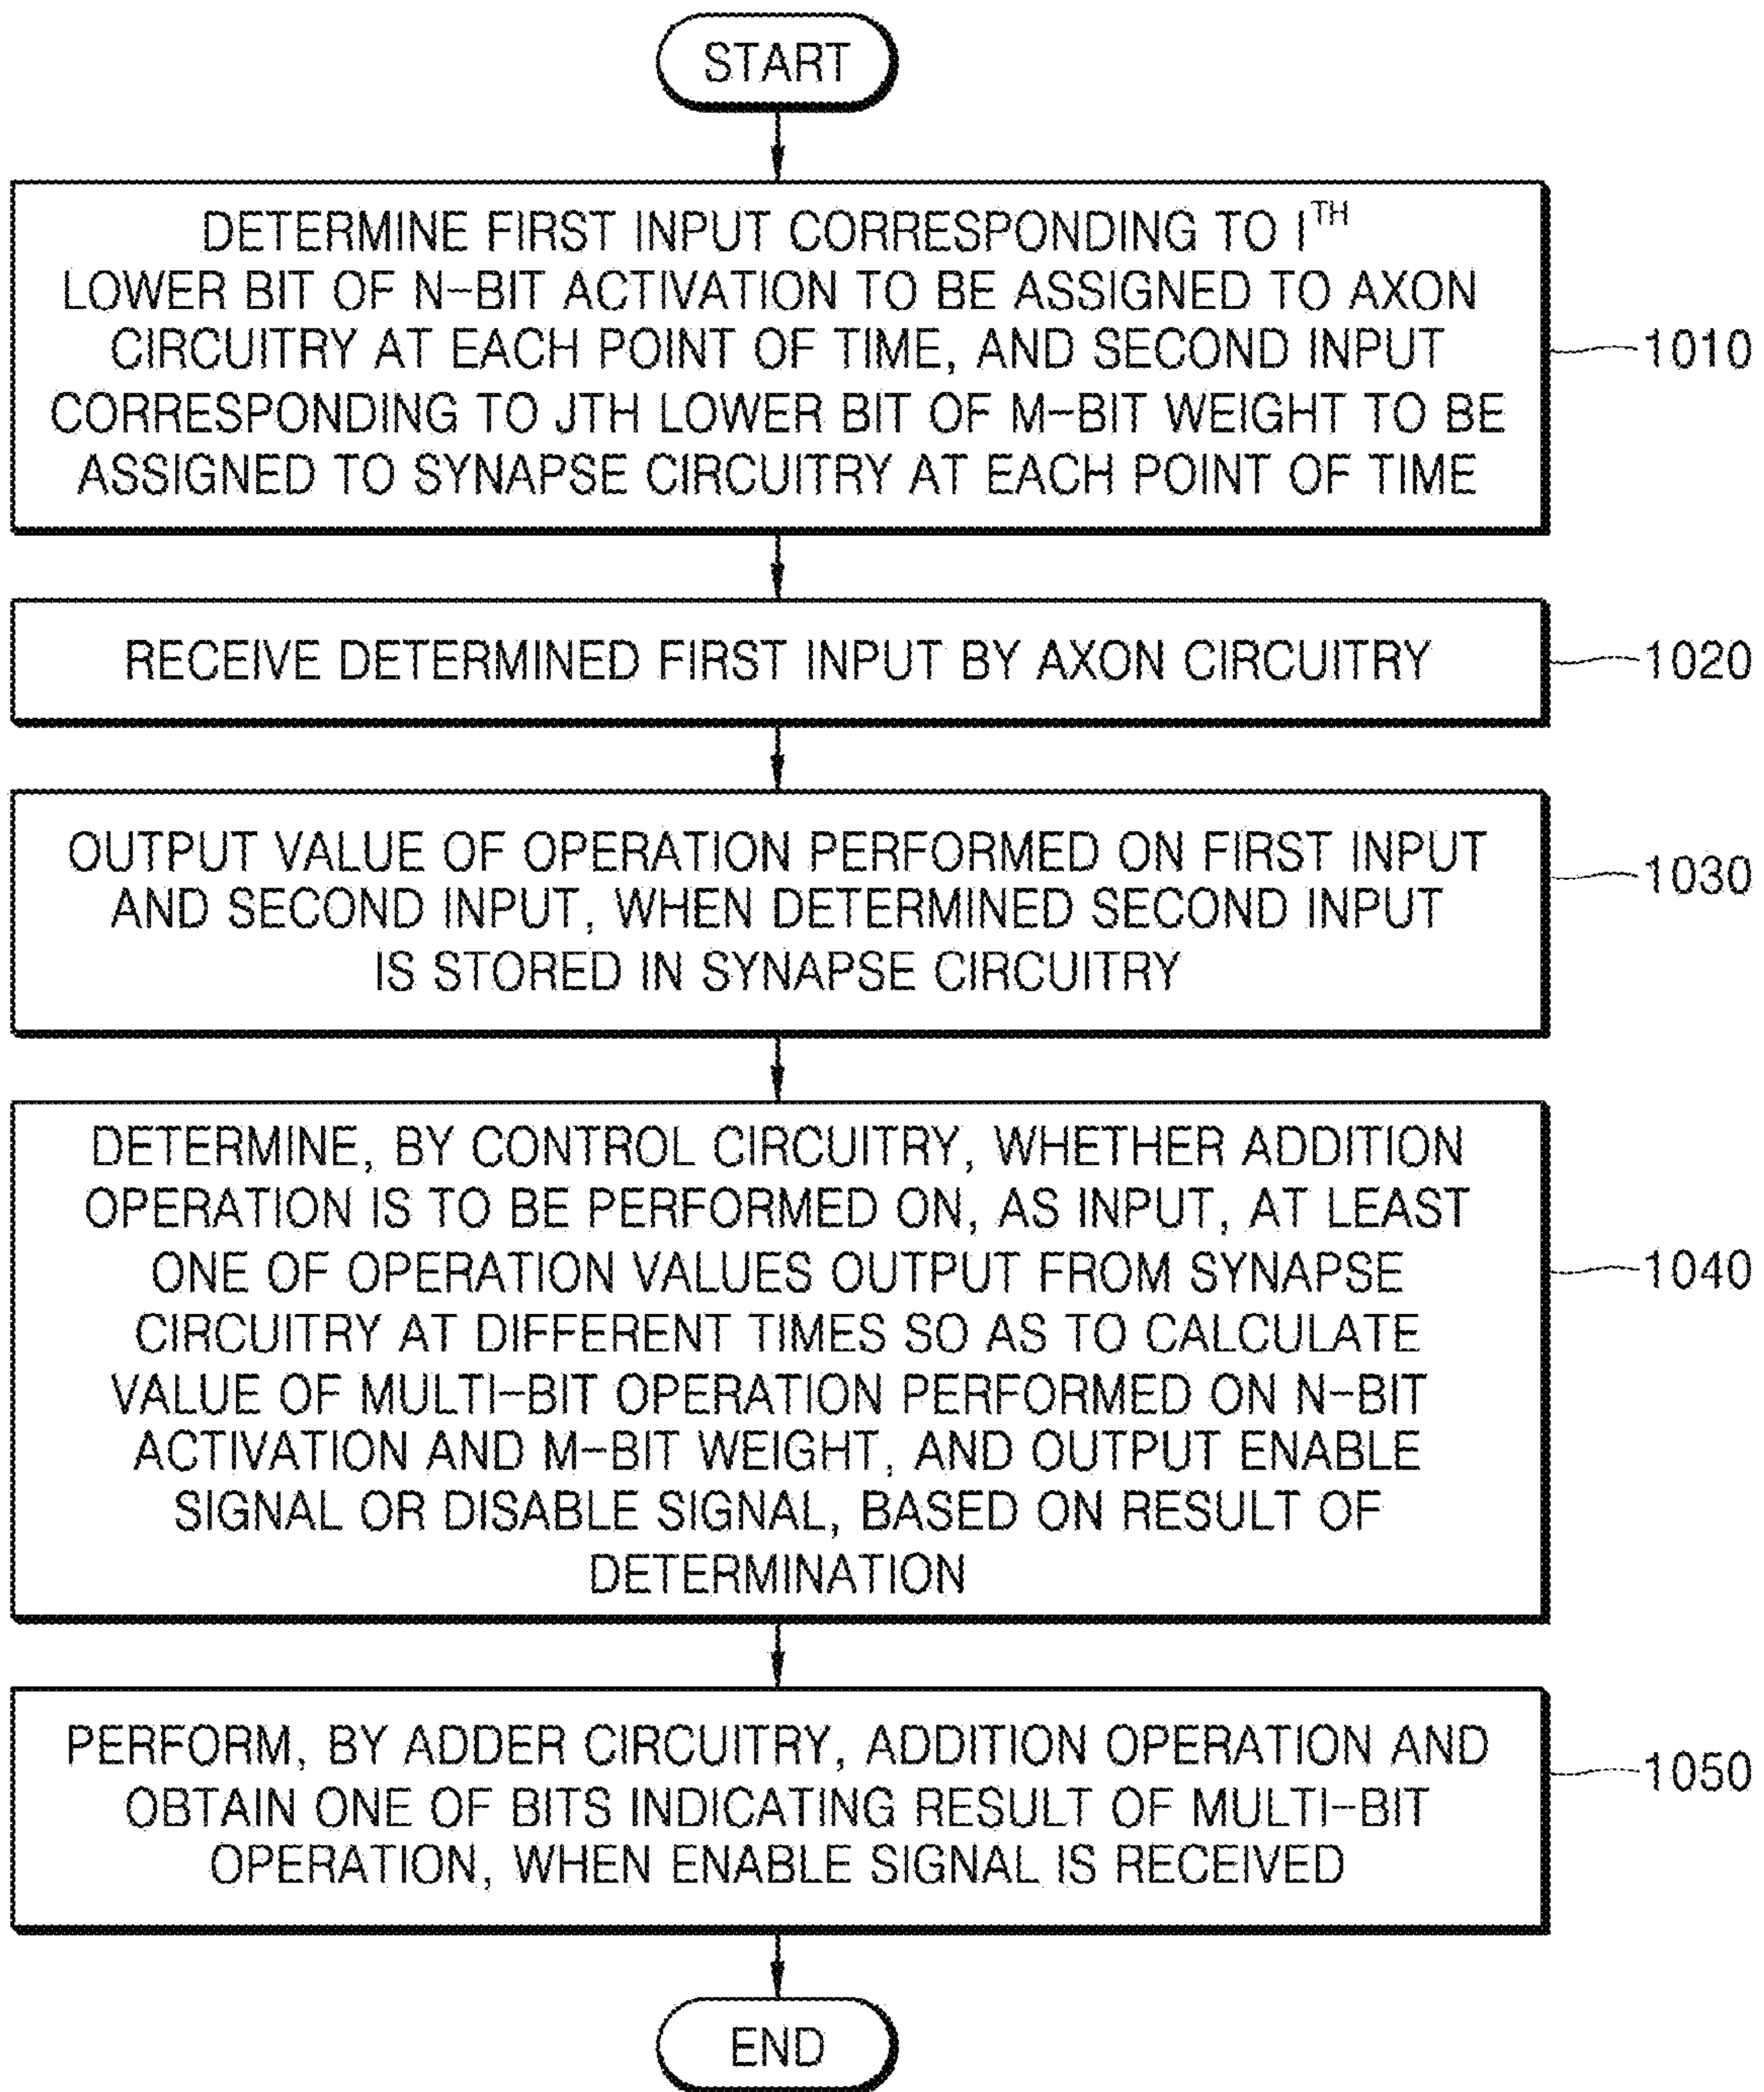 START
DETERMINE FIRST INPUT CORRESPONDING TO I^TH
LOWER BIT OF N-BIT ACTIVATION TO BE ASSIGNED TO AXON
CIRCUITRY AT EACH POINT OF TIME, AND SECOND INPUT
CORRESPONDING TO JTH LOWER BIT OF M-BIT WEIGHT TO BE
ASSIGNED TO SYNAPSE CIRCUITRY AT EACH POINT OF TIME
1010
RECEIVE DETERMINED FIRST INPUT BY AXON CIRCUITRY
1020
OUTPUT VALUE OF OPERATION PERFORMED ON FIRST INPUT
AND SECOND INPUT, WHEN DETERMINED SECOND INPUT
IS STORED IN SYNAPSE CIRCUITRY
1030
DETERMINE, BY CONTROL CIRCUITRY, WHETHER ADDITION
OPERATION IS TO BE PERFORMED ON, AS INPUT, AT LEAST
ONE OF OPERATION VALUES OUTPUT FROM SYNAPSE
CIRCUITRY AT DIFFERENT TIMES SO AS TO CALCULATE
VALUE OF MULTI-BIT OPERATION PERFORMED ON N-BIT
ACTIVATION AND M-BIT WEIGHT, AND OUTPUT ENABLE
SIGNAL OR DISABLE SIGNAL, BASED ON RESULT OF
DETERMINATION
1040
PERFORM, BY ADDER CIRCUITRY, ADDITION OPERATION AND
OBTAIN ONE OF BITS INDICATING RESULT OF MULTI-BIT
OPERATION, WHEN ENABLE SIGNAL IS RECEIVED
1050
END